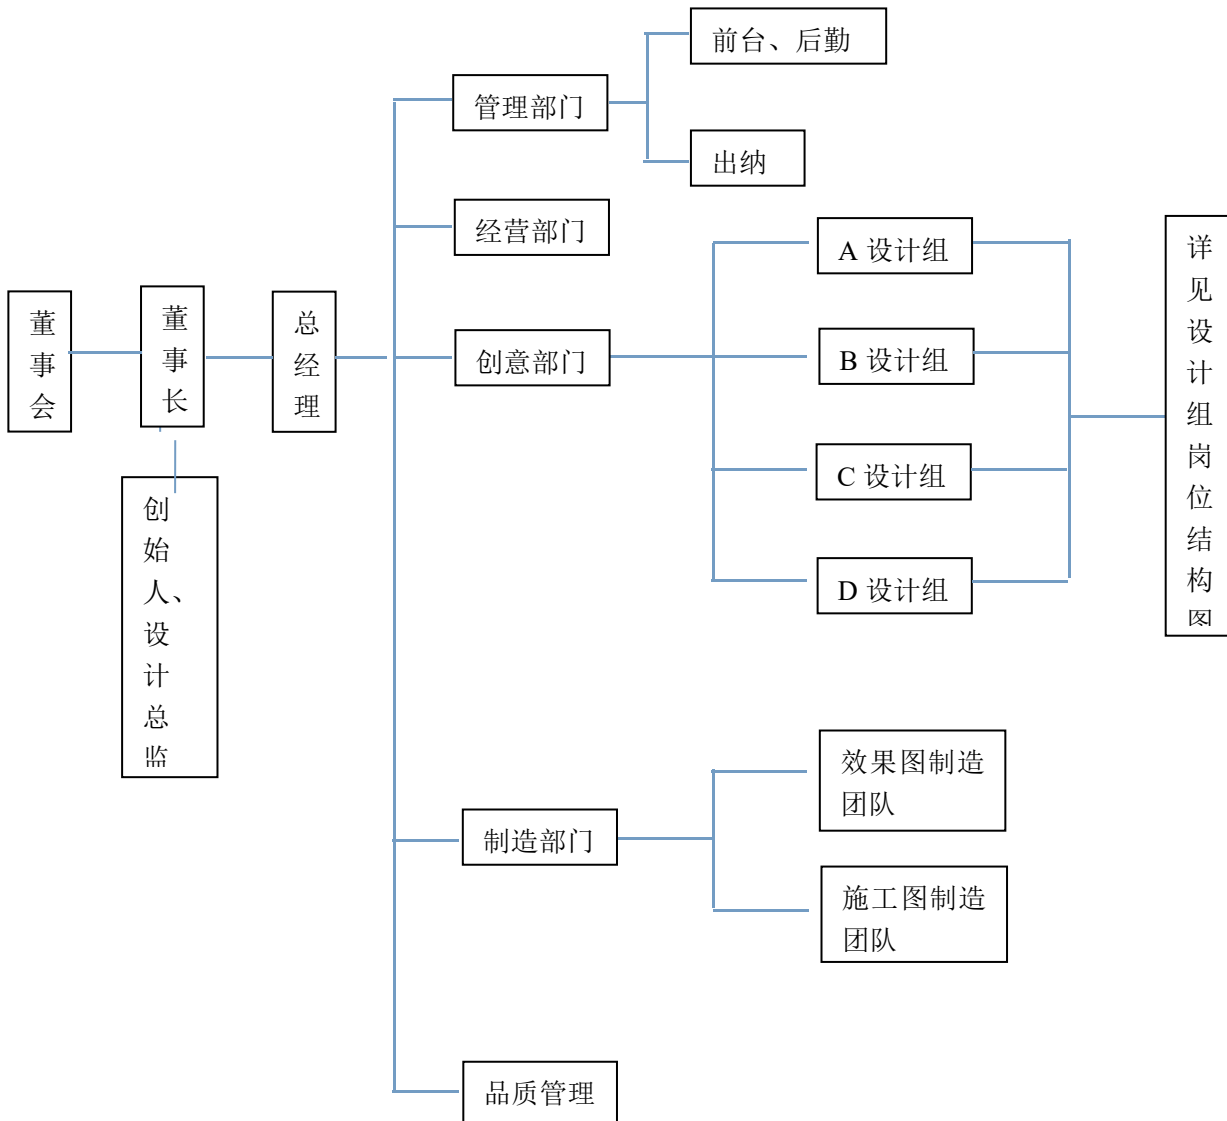 前台、后勤
管理部门
出纳
经营部门
A 设计组
创意部门
B 设计组
C 设计组
D 设计组
详见设计组岗位结构图
董事会
董事长
总经理
创始人、设计总监
效果图制造
团队
制造部门
施工图制造
团队
品质管理